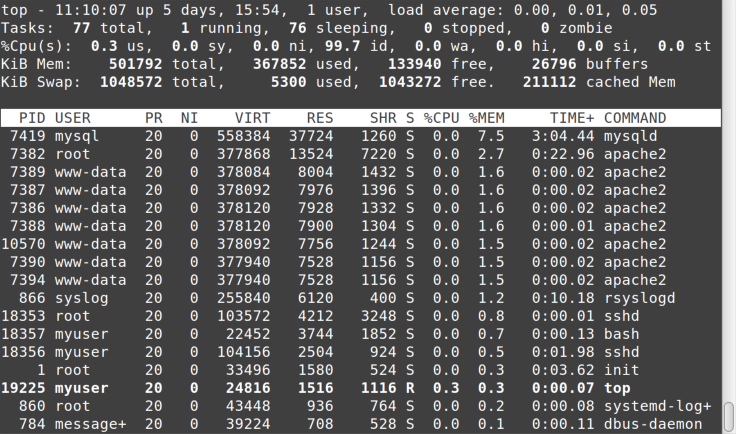 top - 11:10:07 up 5 days, 15:54,  1 user,  load average: 0.00, 0.01, 0.05
Tasks:  77 total,   1 running,  76 sleeping,   0 stopped,   0 zombie
%Cpu(s):  0.3 us,  0.0 sy,  0.0 ni, 99.7 id,  0.0 wa,  0.0 hi,  0.0 si,  0.0 st
KiB Mem:    501792 total,   367852 used,   133940 free,    26796 buffers
KiB Swap:  1048572 total,     5300 used,  1043272 free.   211112 cached Mem
  PID USER      PR  NI    VIRT    RES    SHR S %CPU %MEM     TIME+ COMMAND
 7419 mysql     20   0  558384  37724   1260 S  0.0  7.5   3:04.44 mysqld
 7382 root      20   0  377868  13524   7220 S  0.0  2.7   0:22.96 apache2
 7389 www-data  20   0  378084   8004   1432 S  0.0  1.6   0:00.02 apache2
 7387 www-data  20   0  378092   7976   1396 S  0.0  1.6   0:00.02 apache2
 7386 www-data  20   0  378120   7928   1332 S  0.0  1.6   0:00.02 apache2
 7388 www-data  20   0  378120   7900   1304 S  0.0  1.6   0:00.01 apache2
10570 www-data  20   0  378092   7756   1244 S  0.0  1.5   0:00.02 apache2
 7390 www-data  20   0  377940   7528   1156 S  0.0  1.5   0:00.02 apache2
 7394 www-data  20   0  377940   7528   1156 S  0.0  1.5   0:00.02 apache2
  866 syslog    20   0  255840   6120    400 S  0.0  1.2   0:10.18 rsyslogd
18353 root      20   0  103572   4212   3248 S  0.0  0.8   0:00.01 sshd
18357 myuser    20   0   22452   3744   1852 S  0.0  0.7   0:00.13 bash
18356 myuser    20   0  104156   2504    924 S  0.0  0.5   0:01.98 sshd
    1 root      20   0   33496   1580    524 S  0.0  0.3   0:03.62 init
19225 myuser    20   0   24816   1516   1116 R  0.3  0.3   0:00.07 top
  860 root      20   0   43448    936    764 S  0.0  0.2   0:00.08 systemd-log+
  784 message+  20   0   39224    708    528 S  0.0  0.1   0:00.11 dbus-daemon